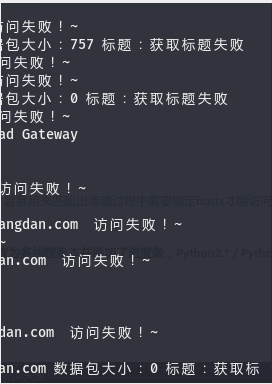 访问失败！~
据包大小：757 标题：获取标题失败
问失败！~
访问失败！~
据包大小：0 标题：获取标题失败
问失败！~
ad Gateway
访问失败！~
angdan.com 访问失败！~
~
an.com 访问失败！~
dan.com 访问失败！~
an.com 数据包大小：0 标题：获取标